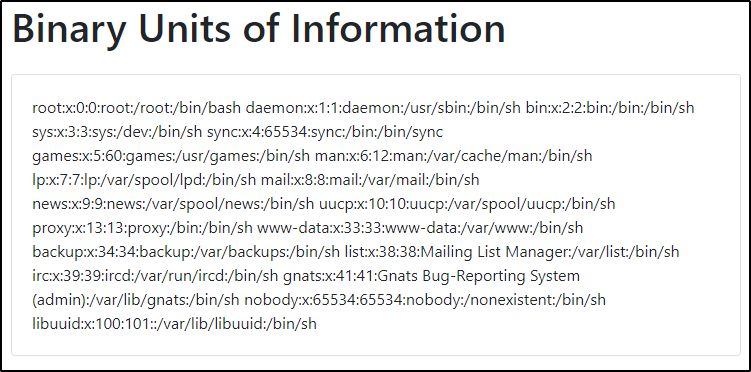 Binary Units of Information
root:x:0:0:root:/root:/bin/bash daemon:x:1:1:daemon:/usr/sbin:/bin/sh bin:x:2:2:bin:/bin:/bin/sh
sys:x:3:3:sys:/dev:/bin/sh sync:x:4:65534:sync:/bin:/bin/sync
games:x:5:60:games:/usr/games:/bin/sh man:x:6:12:man:/var/cache/man:/bin/sh
lp:x:7:7:lp:/var/spool/lpd:/bin/sh mail:x:8:8:mail:/var/mail:/bin/sh
news:x:9:9:news:/var/spool/news:/bin/sh uucp:x:10:10:uucp:/var/spool/uucp:/bin/sh
proxy:x:13:13:proxy:/bin:/bin/sh www-data:x:33:33:www-data:/var/www:/bin/sh
backup:x:34:34:backup:/var/backups:/bin/sh list:x:38:38:Mailing List Manager:/var/list:/bin/sh
irc:x:39:39:ircd:/var/run/ircd:/bin/sh gnats:x:41:41:Gnats Bug-Reporting System
(admin):/var/lib/gnats:/bin/sh nobody:x:65534:65534:nobody:/nonexistent:/bin/sh
libuuid:x:100:101::/var/lib/libuuid:/bin/sh